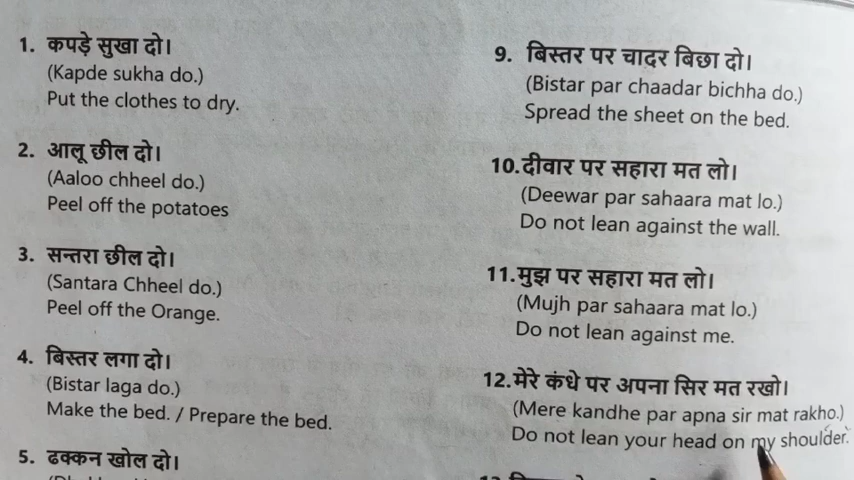 1. कपड़े सुखा दो।
(Kapde sukha do.)
Put the clothes to dry.
2. आलू छील दो।
(Aaloo chheel do.)
Peel off the potatoes
3. सन्तरा छील दो।
(Santara Chheel do.)
Peel off the Orange.
4. बिस्तर लगा दो।
(Bistar laga do.)
Make the bed. / Prepare the bed.
5. ढक्कन खोल दो।
9. बिस्तर पर चादर बिछा दो।
(Bistar par chaadar bichha do.)
Spread the sheet on the bed.
10. दीवार पर सहारा मत लो।
(Deewar par sahaara mat lo.)
Do not lean against the wall.
11. मुझ पर सहारा मत लो।
(Mujh par sahaara mat lo.)
Do not lean against me.
12. मेरे कंधे पर अपना सिर मत रखो।
(Mere kandhe par apna sir mat rakho.)
Do not lean your head on my shoulder.